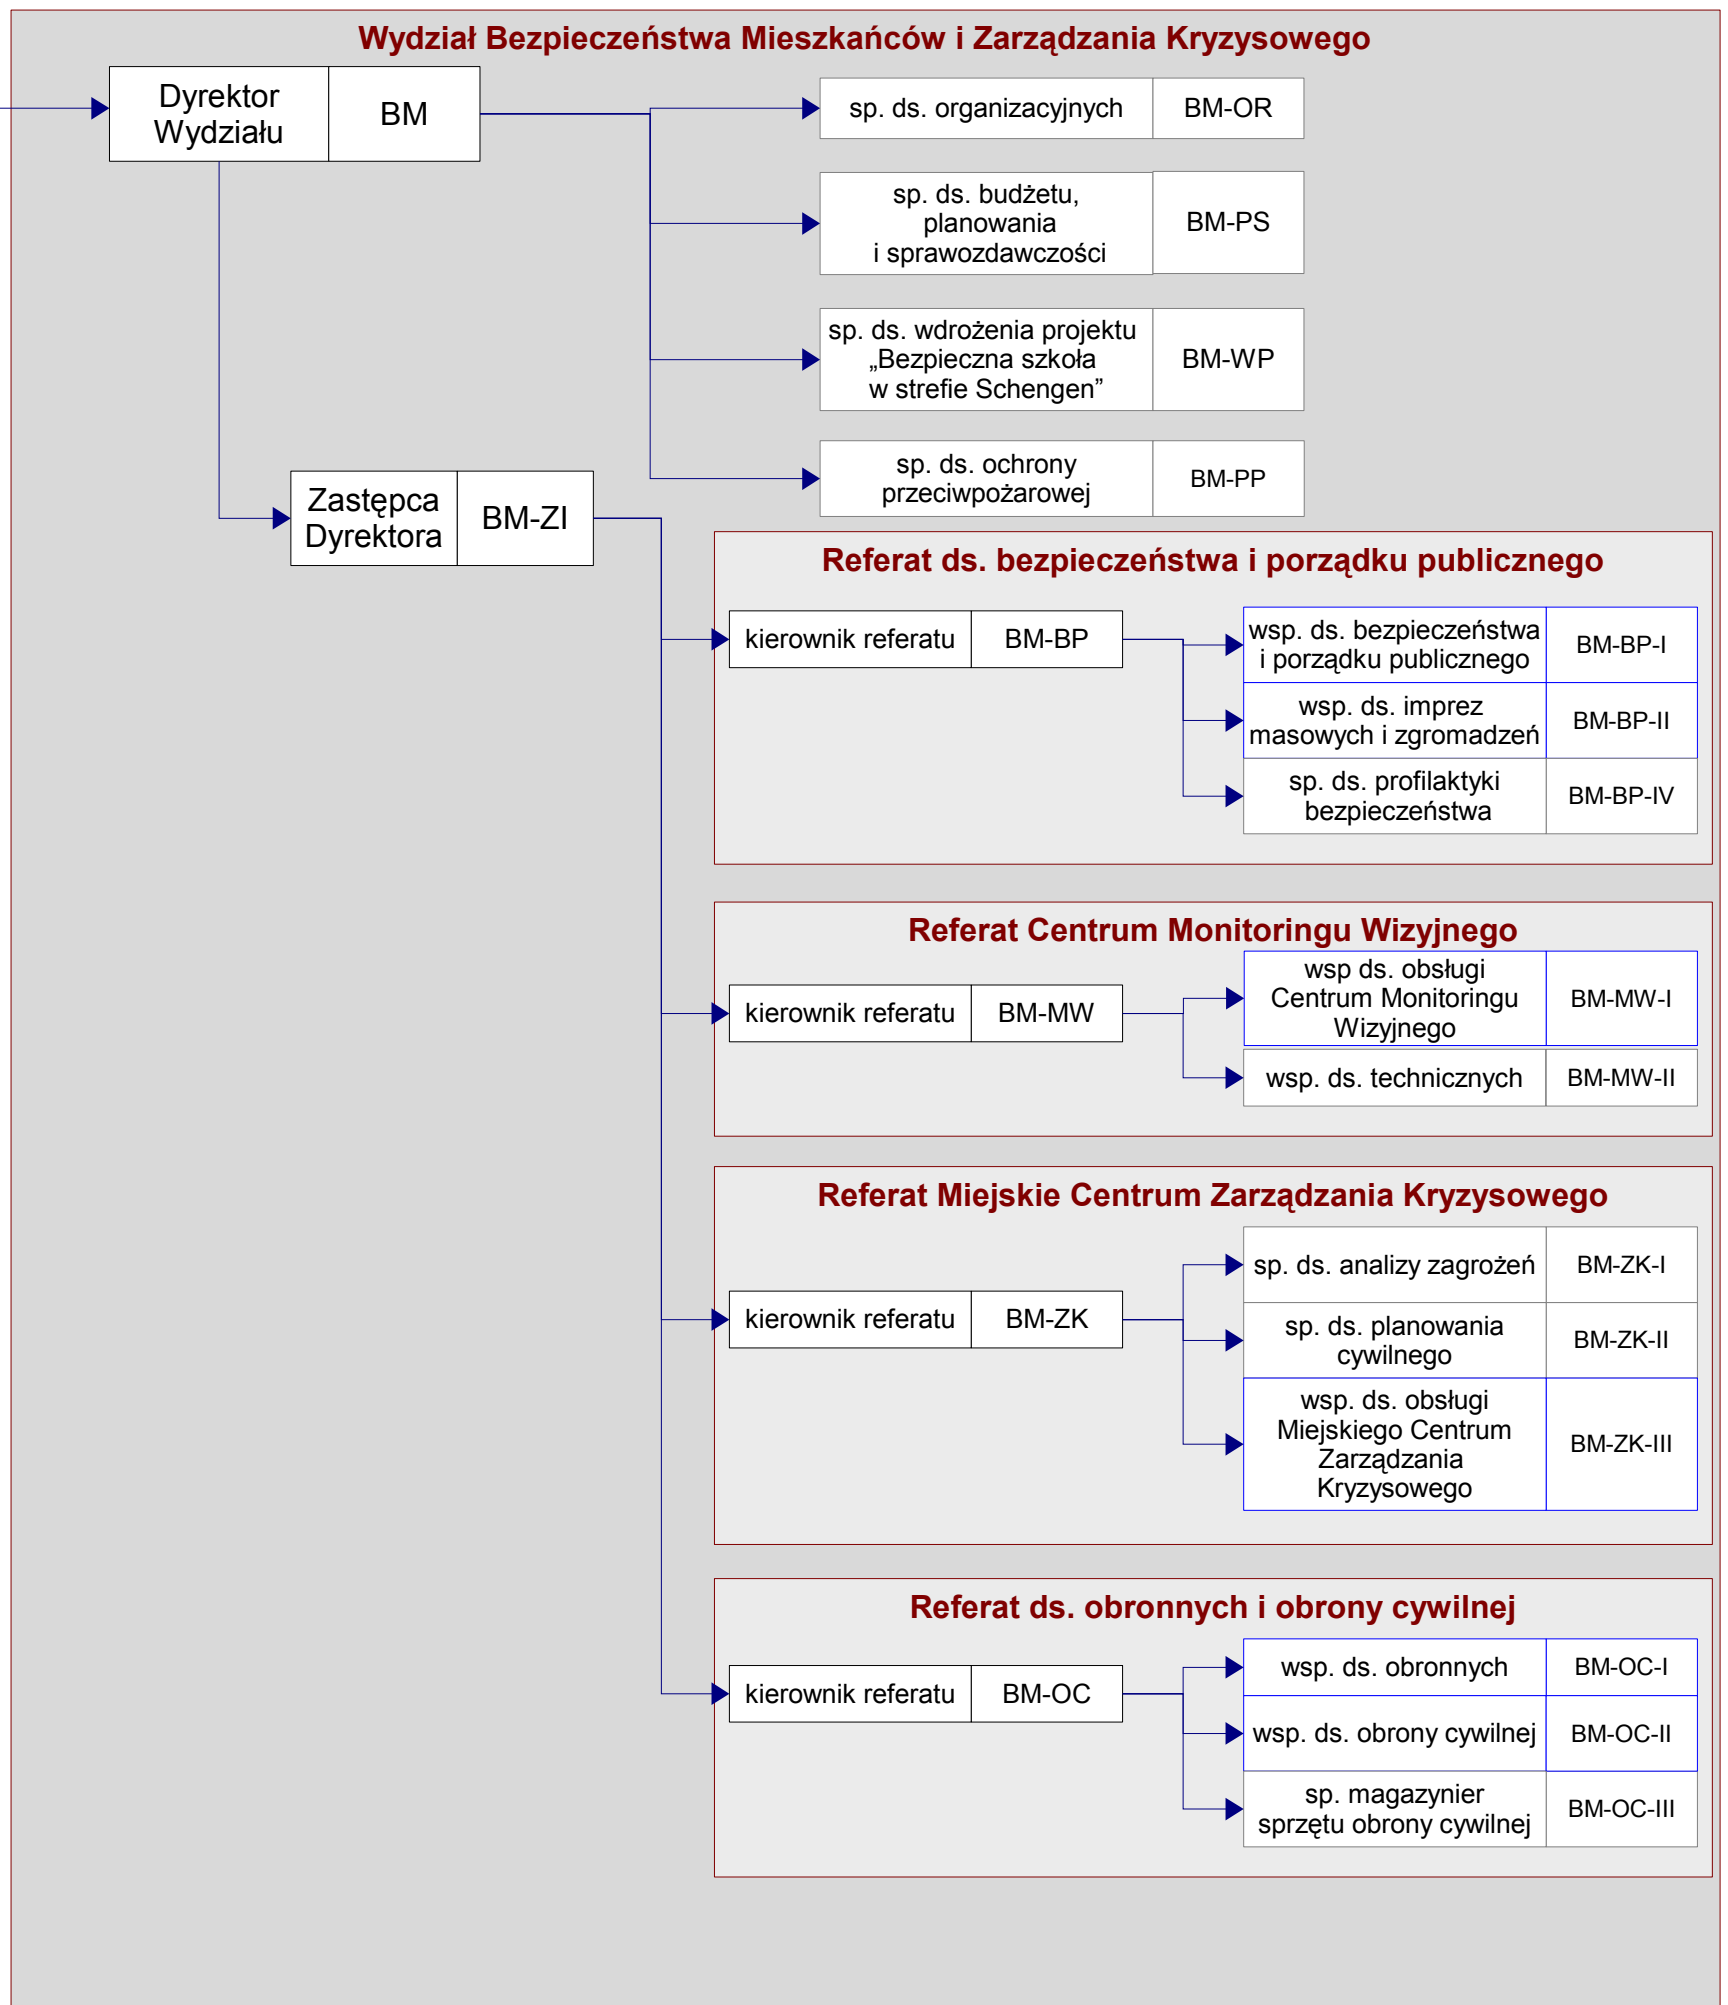 Wydział Bezpieczeństwa Mieszkańców i Zarządzania Kryzysowego
Dyrektor
Wydziału
BM
sp. ds. organizacyjnych
BM-OR
sp. ds. budżetu,
planowania
i sprawozdawczości
BM-PS
sp. ds. wdrożenia projektu
„Bezpieczna szkoła
w strefie Schengen”
BM-WP
sp. ds. ochrony
przeciwpożarowej
BM-PP
Zastępca
Dyrektora
BM-ZI
Referat ds. bezpieczeństwa i porządku publicznego
kierownik referatu
BM-BP
wsp. ds. bezpieczeństwa
i porządku publicznego
BM-BP-I
wsp. ds. imprez
masowych i zgromadzeń
BM-BP-II
sp. ds. profilaktyki
bezpieczeństwa
BM-BP-IV
Referat Centrum Monitoringu Wizyjnego
kierownik referatu
BM-MW
wsp ds. obsługi
Centrum Monitoringu
Wizyjnego
BM-MW-I
wsp. ds. technicznych
BM-MW-II
Referat Miejskie Centrum Zarządzania Kryzysowego
kierownik referatu
BM-ZK
sp. ds. analizy zagrożeń
BM-ZK-I
sp. ds. planowania
cywilnego
BM-ZK-II
wsp. ds. obsługi
Miejskiego Centrum
Zarządzania
Kryzysowego
BM-ZK-III
Referat ds. obronnych i obrony cywilnej
kierownik referatu
BM-OC
wsp. ds. obronnych
BM-OC-I
wsp. ds. obrony cywilnej
BM-OC-II
sp. magazynier
sprzętu obrony cywilnej
BM-OC-III